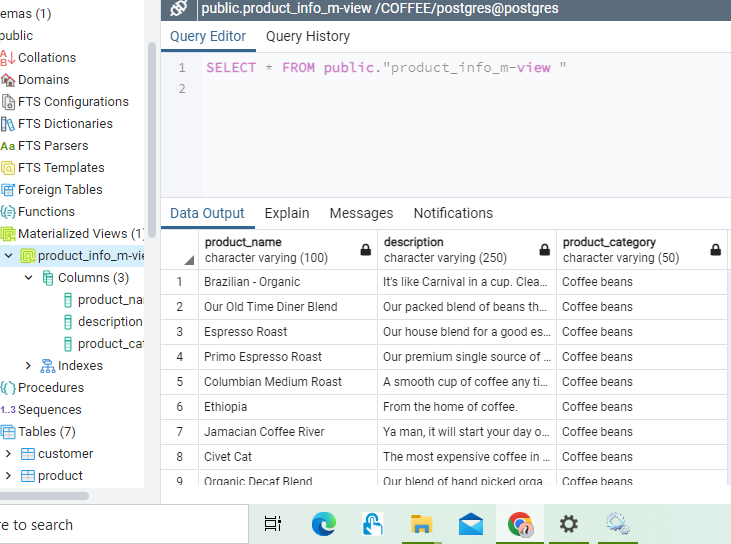 emas (1)
public
Collations
Domains
FTS Configurations
FTS Dictionaries
Aa FTS Parsers
FTS Templates
Foreign Tables
Functions
Materialized Views (1)
product_info_m-vie
Columns (3)
product_nam
description
product_cat
Indexes
Procedures
1..3 Sequences
Tables (7)
customer
product
public.product_info_m-view /COFFEE/postgres@postgres
Query Editor Query History
1 SELECT * FROM public."product_info_m-view "
2
Data Output Explain Messages Notifications
product_name description product_category
character varying (100) character varying (250) character varying (50)
1 Brazilian - Organic It's like Carnival in a cup. Clea... Coffee beans
2 Our Old Time Diner Blend Our packed blend of beans th... Coffee beans
3 Espresso Roast Our house blend for a good es... Coffee beans
4 Primo Espresso Roast Our premium single source of ... Coffee beans
5 Columbian Medium Roast A smooth cup of coffee any ti... Coffee beans
6 Ethiopia From the home of coffee. Coffee beans
7 Jamacian Coffee River Ya man, it will start your day o... Coffee beans
8 Civet Cat The most expensive coffee in ... Coffee beans
9 Organic Decaf Blend Our blend of hand picked orga... Coffee beans
re to search